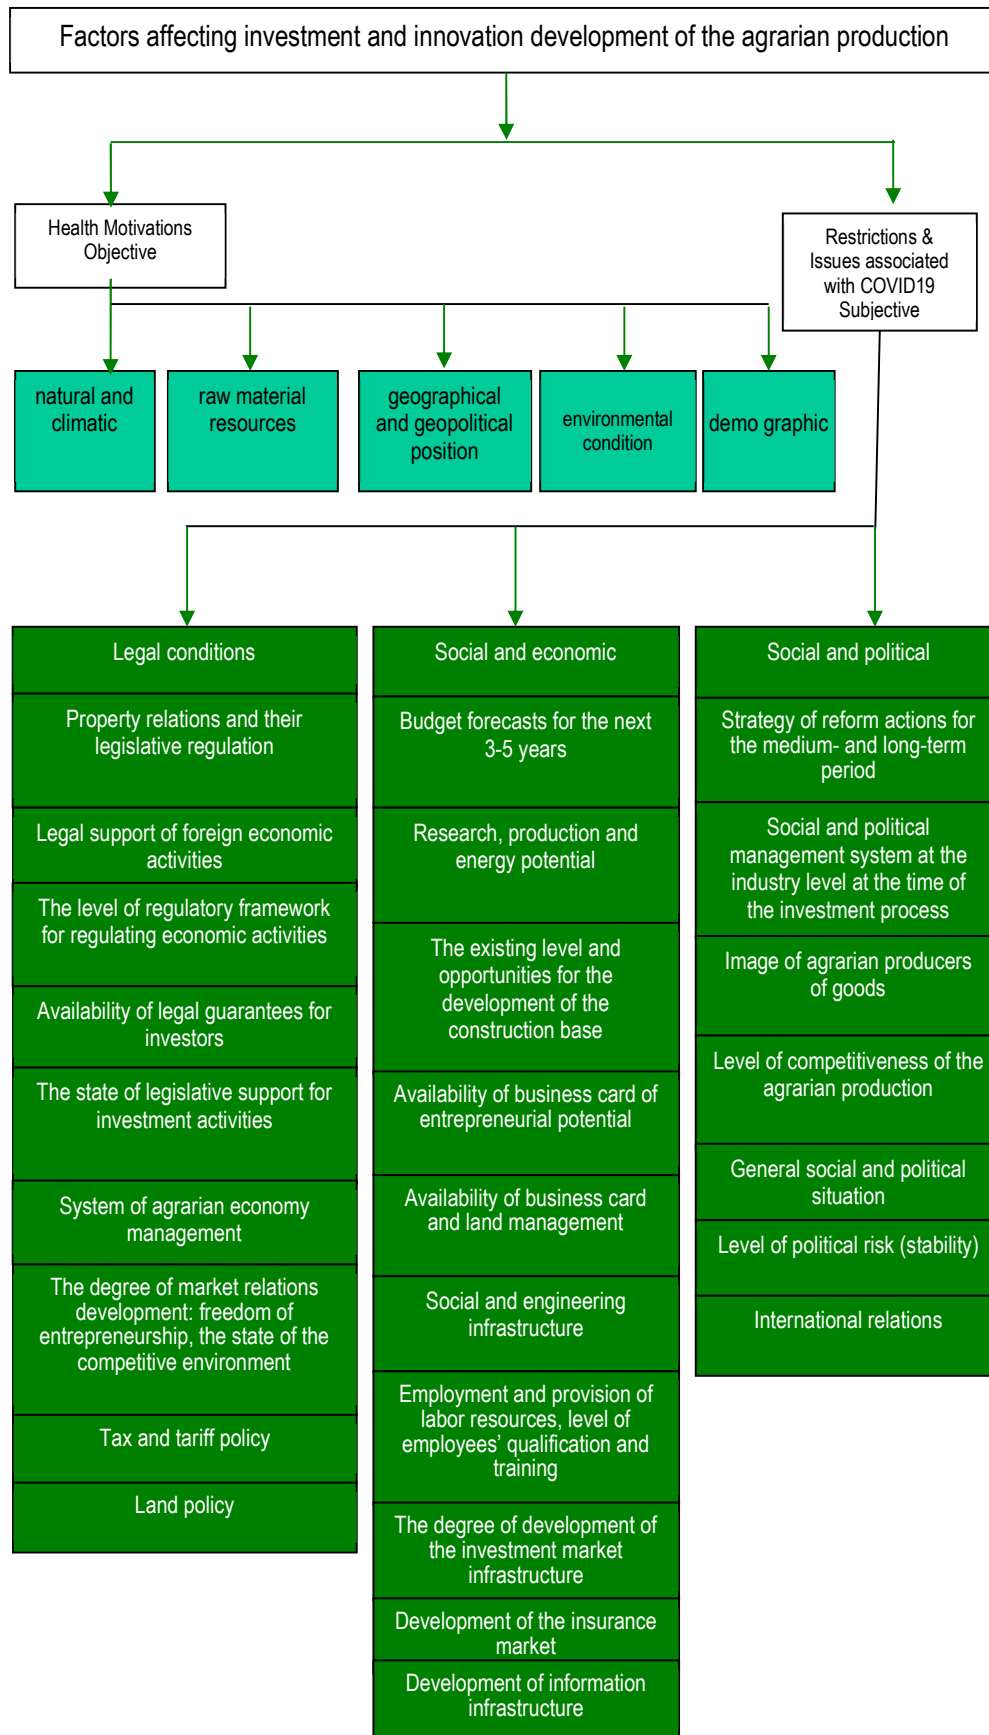 Factors affecting investment and innovation development of the agrarian production
Health Motivations
Objective
Restrictions &
Issues associated
with COVID19
Subjective
natural and
climatic
raw material
resources
geographical
and geopolitical
position
environmental
condition
demo graphic
Legal conditions
Property relations and their
legislative regulation
Legal support of foreign economic
activities
The level of regulatory framework
for regulating economic activities
Availability of legal guarantees for
investors
The state of legislative support for
investment activities
System of agrarian economy
management
The degree of market relations
development: freedom of
entrepreneurship, the state of the
competitive environment
Tax and tariff policy
Land policy
Social and economic
Budget forecasts for the next
3-5 years
Research, production and
energy potential
The existing level and
opportunities for the
development of the
construction base
Availability of business card of
entrepreneurial potential
Availability of business card
and land management
Social and engineering
infrastructure
Employment and provision of
labor resources, level of
employees’ qualification and
training
The degree of development of
the investment market
infrastructure
Development of the insurance
market
Development of information
infrastructure
Social and political
Strategy of reform actions for
the medium- and long-term
period
Social and political
management system at the
industry level at the time of
the investment process
Image of agrarian producers
of goods
Level of competitiveness of the
agrarian production
General social and political
situation
Level of political risk (stability)
International relations